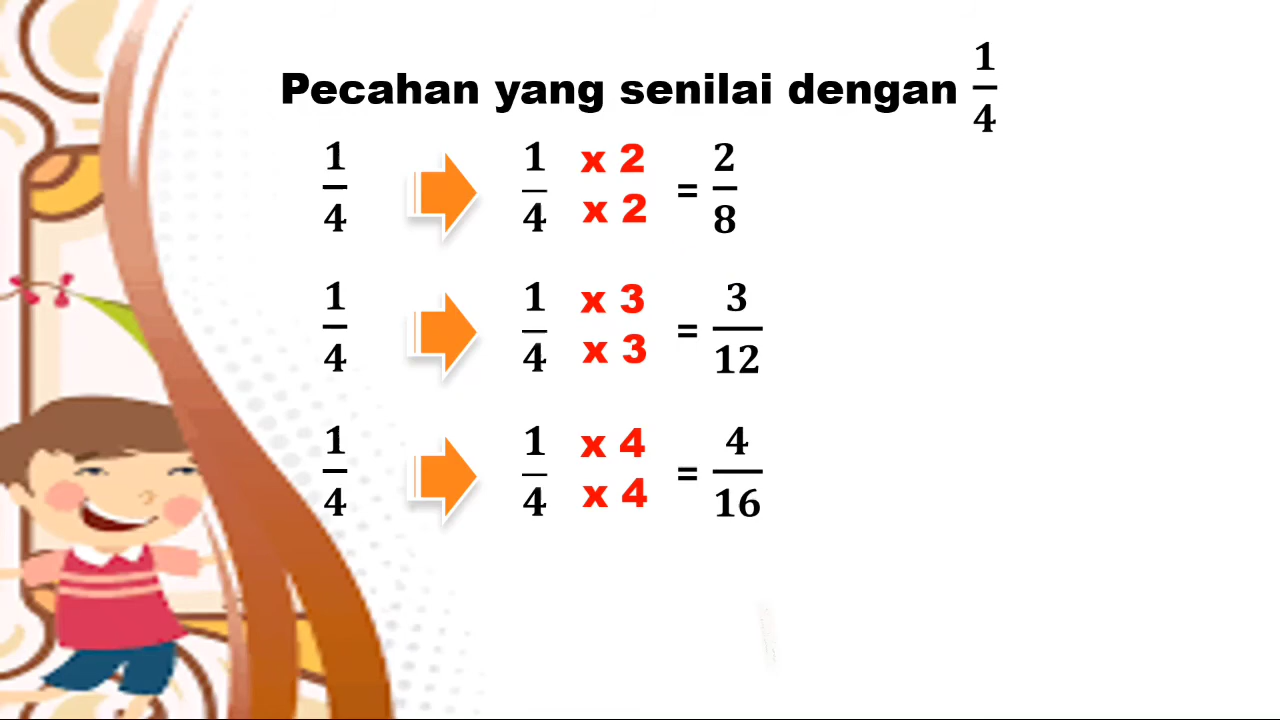 Pecahan yang senilai dengan 1/4
1/4 1/4 x 2 x 2 = 2/8
1/4 1/4 x 3 x 3 = 3/12
1/4 1/4 x 4 x 4 = 4/16